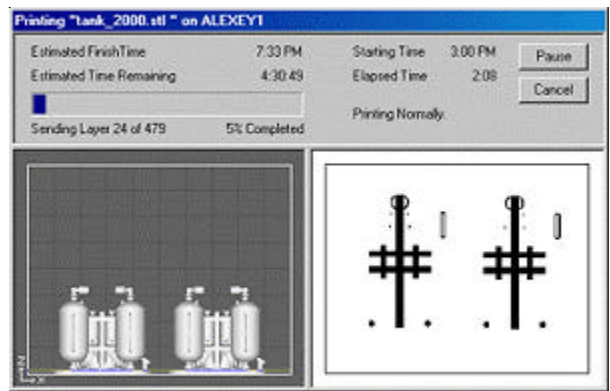 Printing "tank_2000.stl " on ALEXEY1
Estimated FinishTime 7:33 PM Starting Time 3:00 PM Pause
Estimated Time Remaining 4:30:49 Elapsed Time 2:08 Cancel
Printing Normally.
Sending Layer 24 of 479 5% Completed